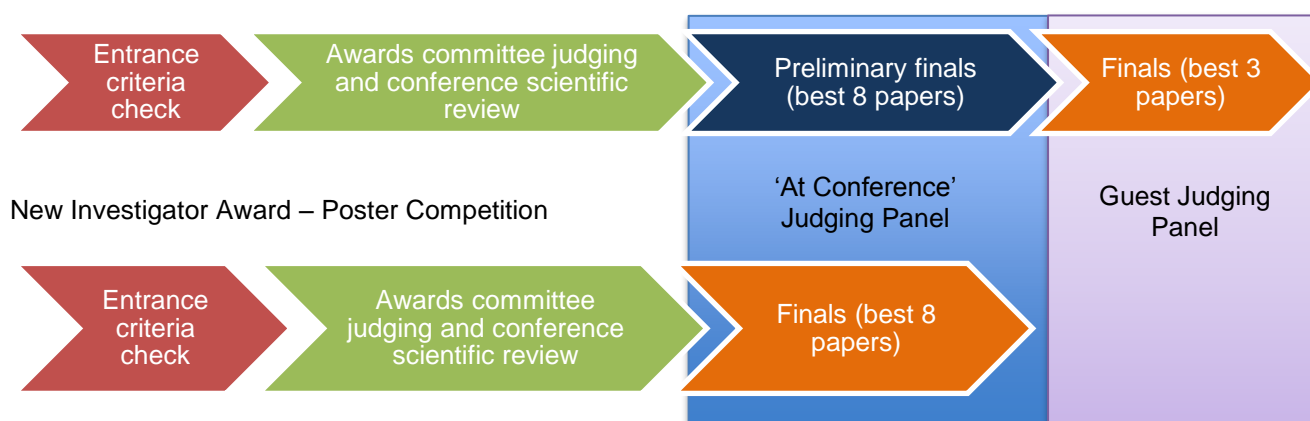 Entrance
criteria
check
Awards committee judging
and conference scientific
review
Preliminary finals
(best 8 papers)
Finals (best 3
papers)
New Investigator Award – Poster Competition
‘At Conference’
Judging Panel
Guest Judging
Panel
Entrance
criteria
check
Awards committee
judging and conference
scientific review
Finals (best 8
papers)